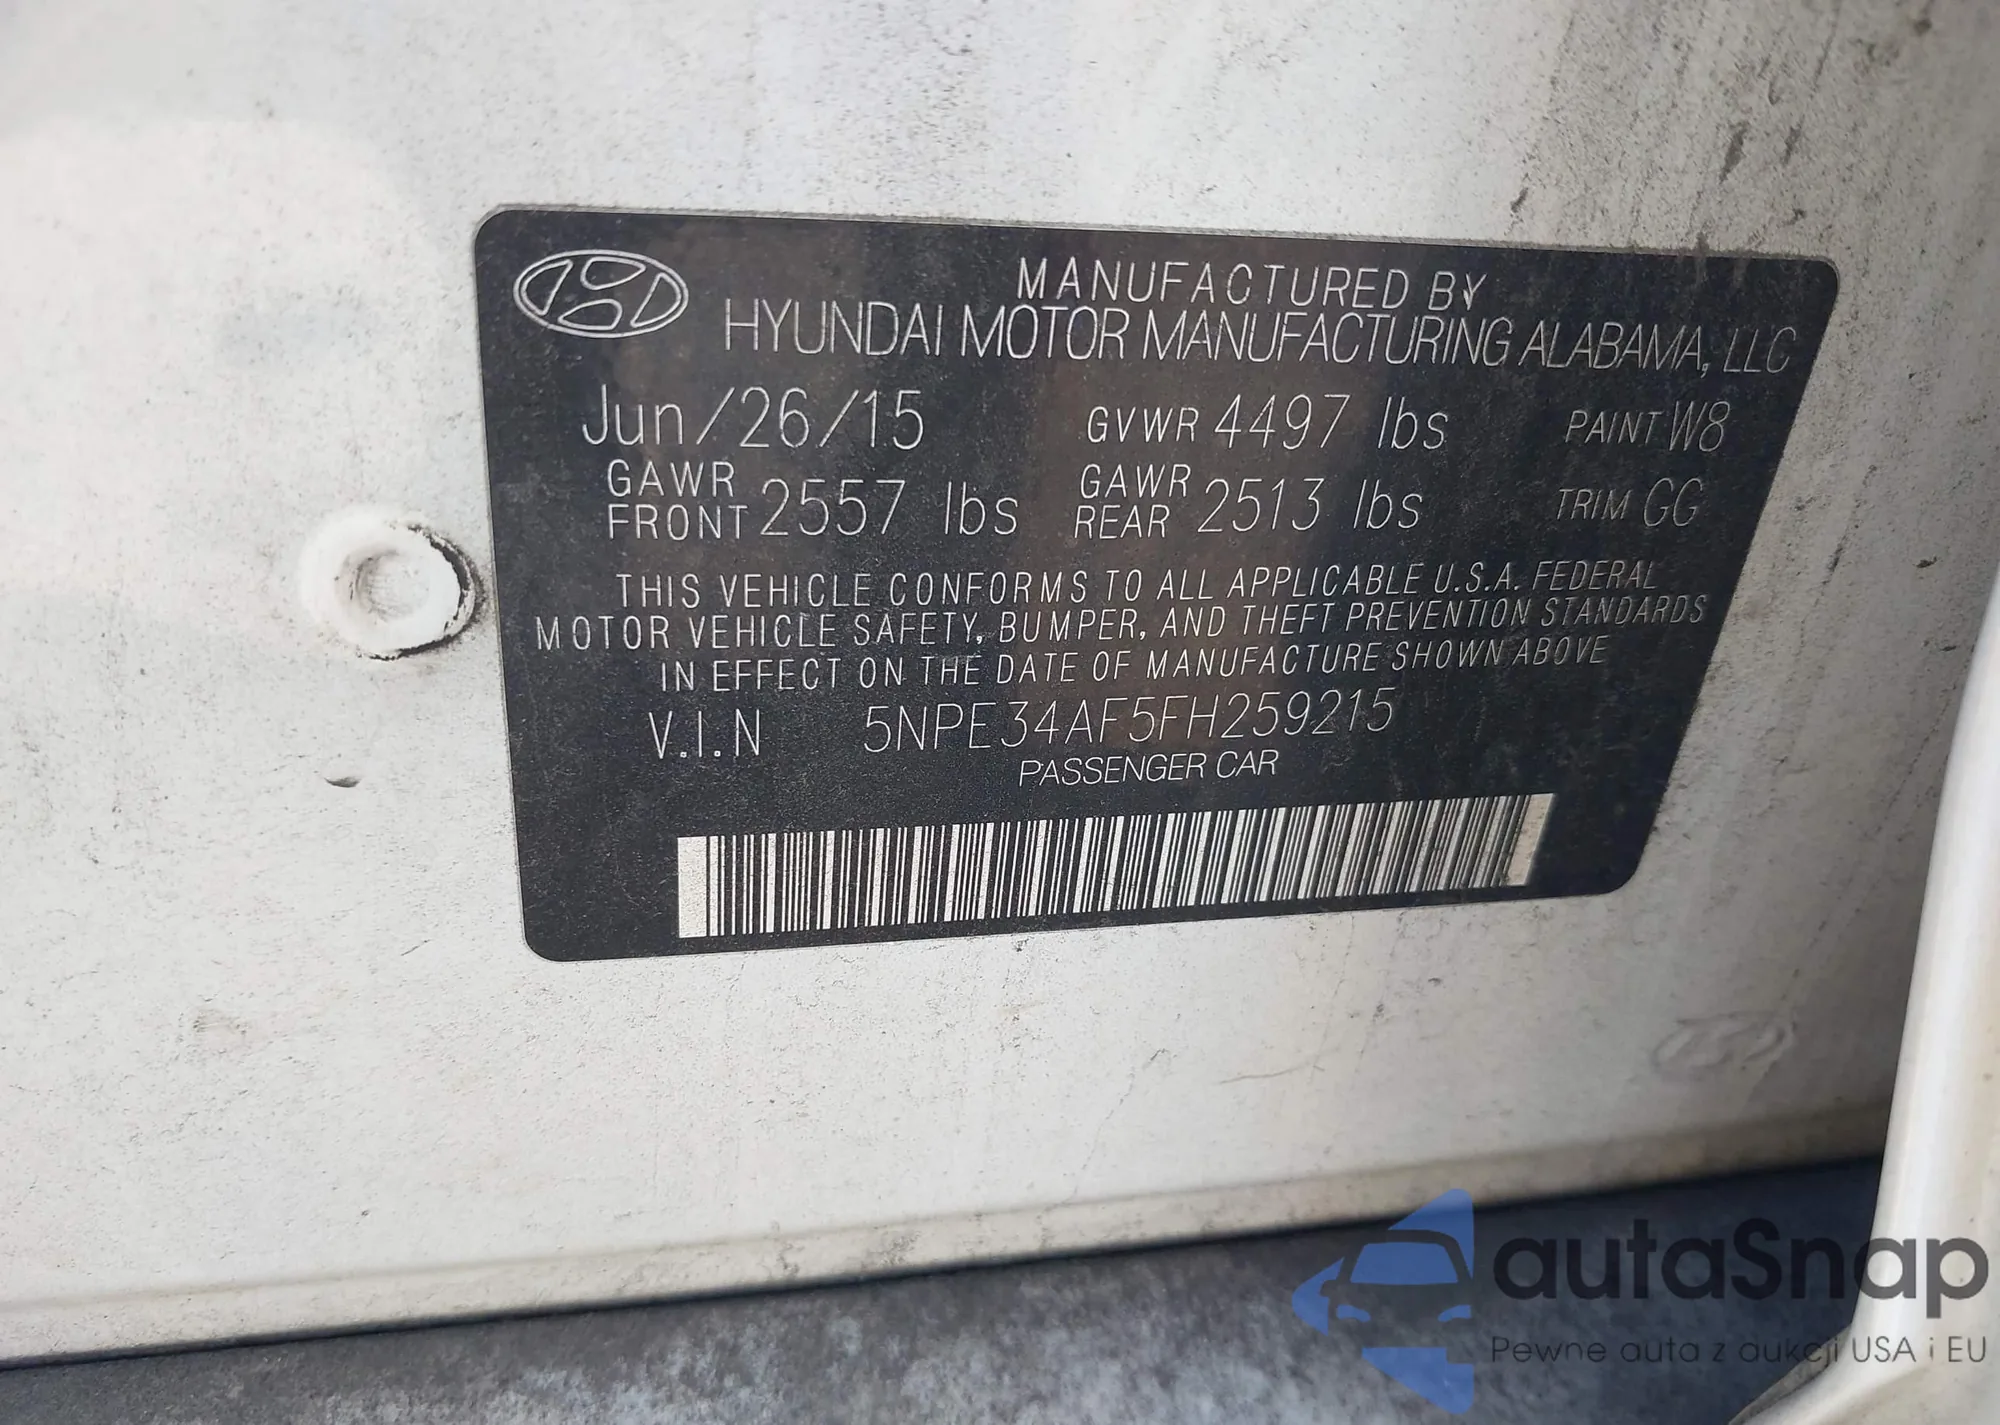 MANUFACTURED BY
HYUNDAI MOTOR MANUFACTURING ALABAMA, LLC
Jun/26/15 GVWR 4497 lbs PAINT W8
GAWR FRONT 2557 lbs GAWR REAR 2513 lbs TRIM GG
THIS VEHICLE CONFORMS TO ALL APPLICABLE U.S.A. FEDERAL
MOTOR VEHICLE SAFETY, BUMPER, AND THEFT PREVENTION STANDARDS
IN EFFECT ON THE DATE OF MANUFACTURE SHOWN ABOVE
V.I.N 5NPE34AF5FH259215
PASSENGER CAR
autaSnap
Pewne auta z aukcji USA i EU